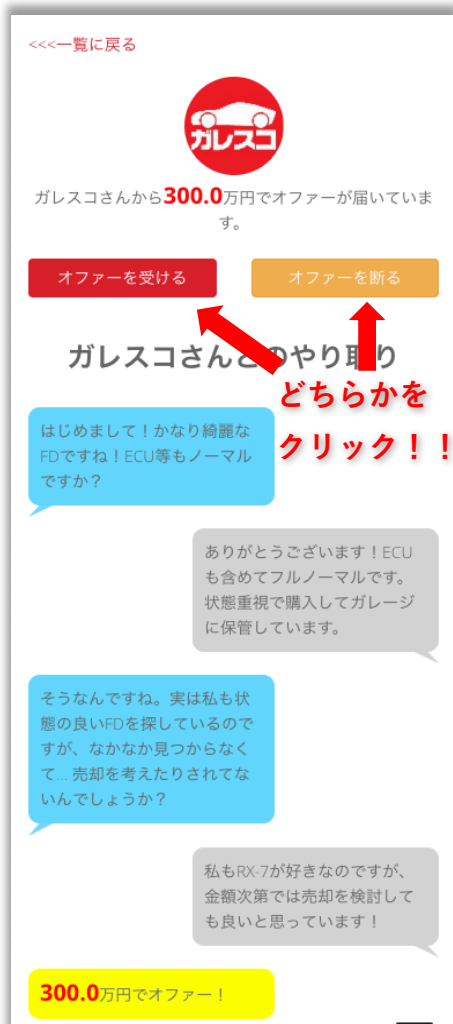 <<<一覧に戻る
ガレスコ
ガレスコさんから300.0万円でオファーが届いていま
す。
オファーを受ける
オファーを断る
ガレスコさんとのやり取り
どちらかを
クリック！！
はじめまして！かなり綺麗な
FDですね！ECU等もノーマル
ですか？
ありがとうございます！ECU
も含めてフルノーマルです。
状態重視で購入してガレージ
に保管しています。
そうなんですね。実は私も状
態の良いFDを探しているので
すが、なかなか見つからなく
て... 売却を考えたりされてな
いんでしょうか？
私もRX-7が好きなのですが、
金額次第では売却を検討して
も良いと思っています！
300.0万円でオファー！